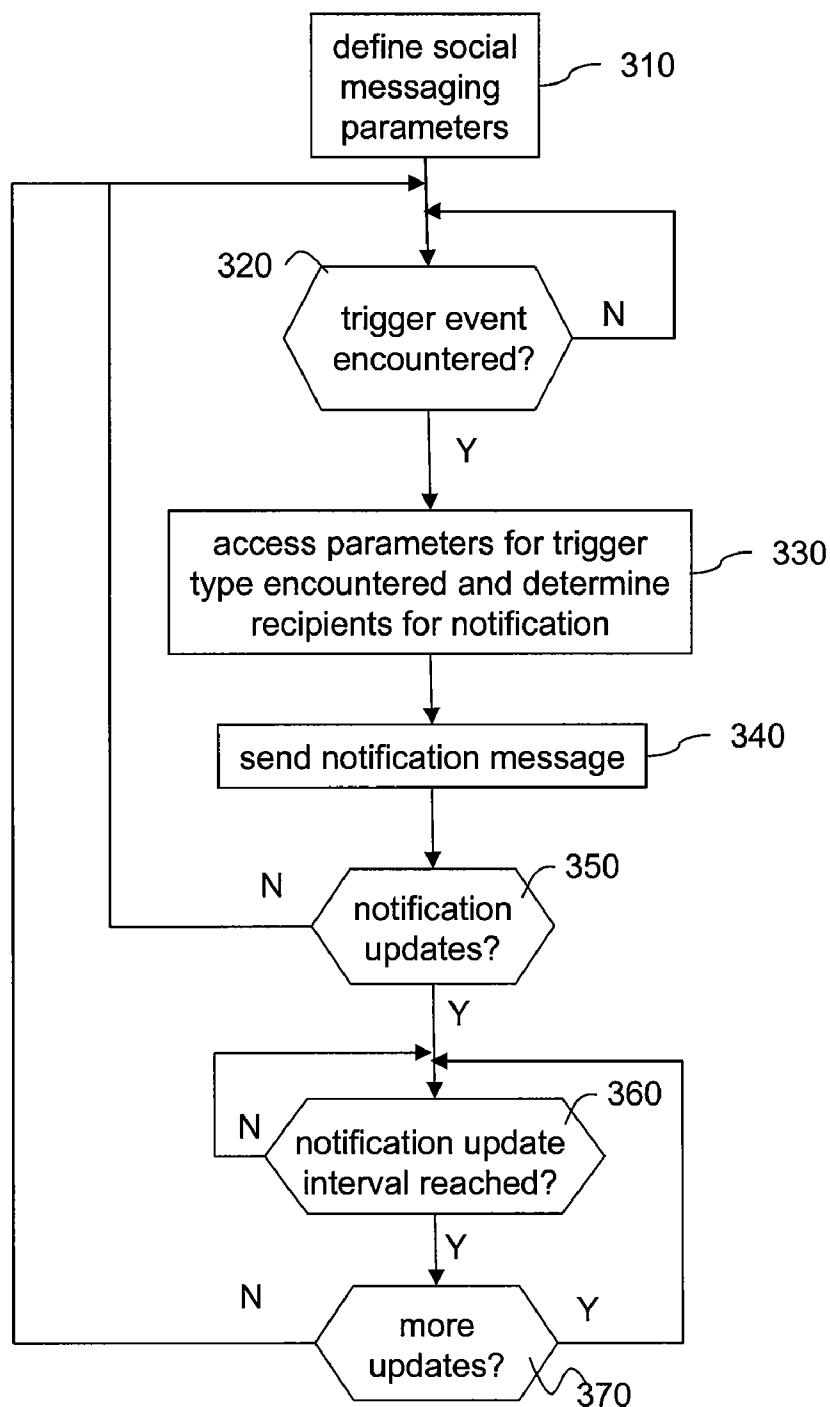 define social
messaging
parameters
310
320
trigger event
encountered?
N
Y
access parameters for trigger
type encountered and determine
recipients for notification
330
send notification message
340
350
N
notification
updates?
Y
360
N
notification update
interval reached?
Y
N
Y
more
updates?
370